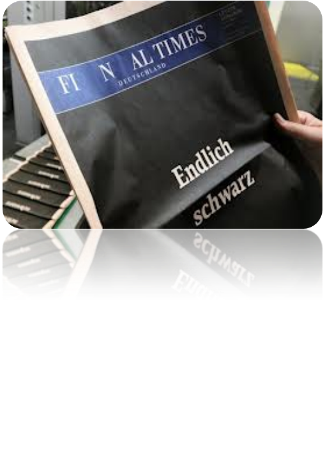 FI N AL TIMES
DEUTSCHLAND
Endlich
schwarz